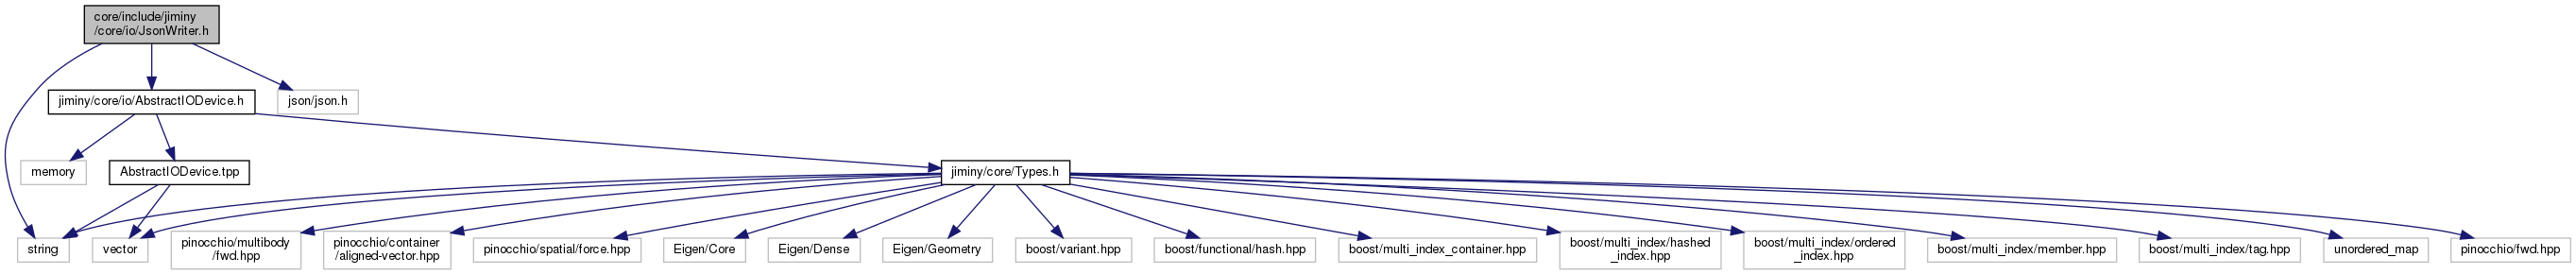 core/include/jiminy
/core/io/JsonWriter.h
jiminy/core/io/AbstractIODevice.h
json/json.h
memory
AbstractIODevice.tpp
jiminy/core/Types.h
string
vector
pinocchio/multibody
/fwd.hpp
pinocchio/container
/aligned-vector.hpp
pinocchio/spatial/force.hpp
Eigen/Core
Eigen/Dense
Eigen/Geometry
boost/variant.hpp
boost/functional/hash.hpp
boost/multi_index_container.hpp
boost/multi_index/hashed
_index.hpp
boost/multi_index/ordered
_index.hpp
boost/multi_index/member.hpp
boost/multi_index/tag.hpp
unordered_map
pinocchio/fwd.hpp